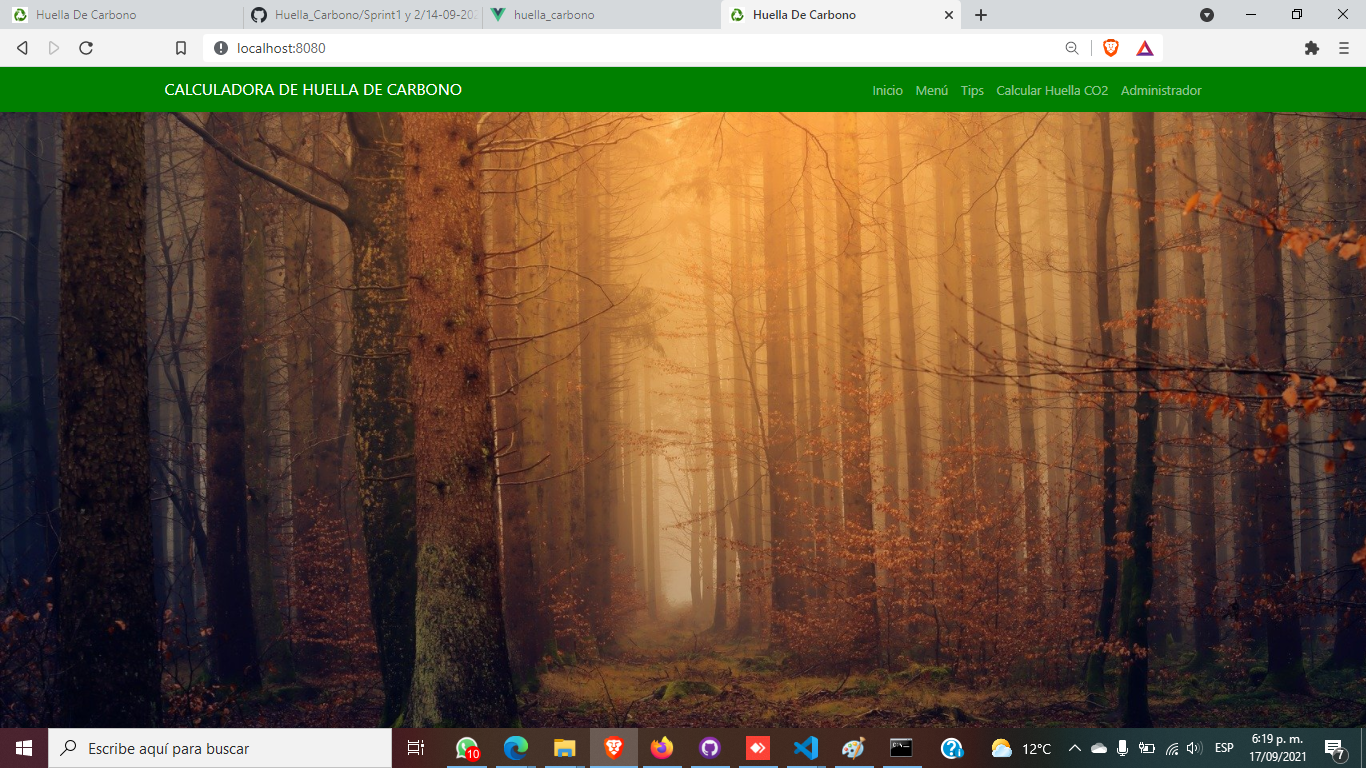 Huella De Carbono
Huella_Carbono/Sprint1 y 2/14-09-202
huella_carbono
Huella De Carbono
localhost:8080
CALCULADORA DE HUELLA DE CARBONO
Inicio Menú Tips Calcular Huella CO2 Administrador
Escribe aquí para buscar
10
12°C
ESP
6:19 p. m.
17/09/2021
7